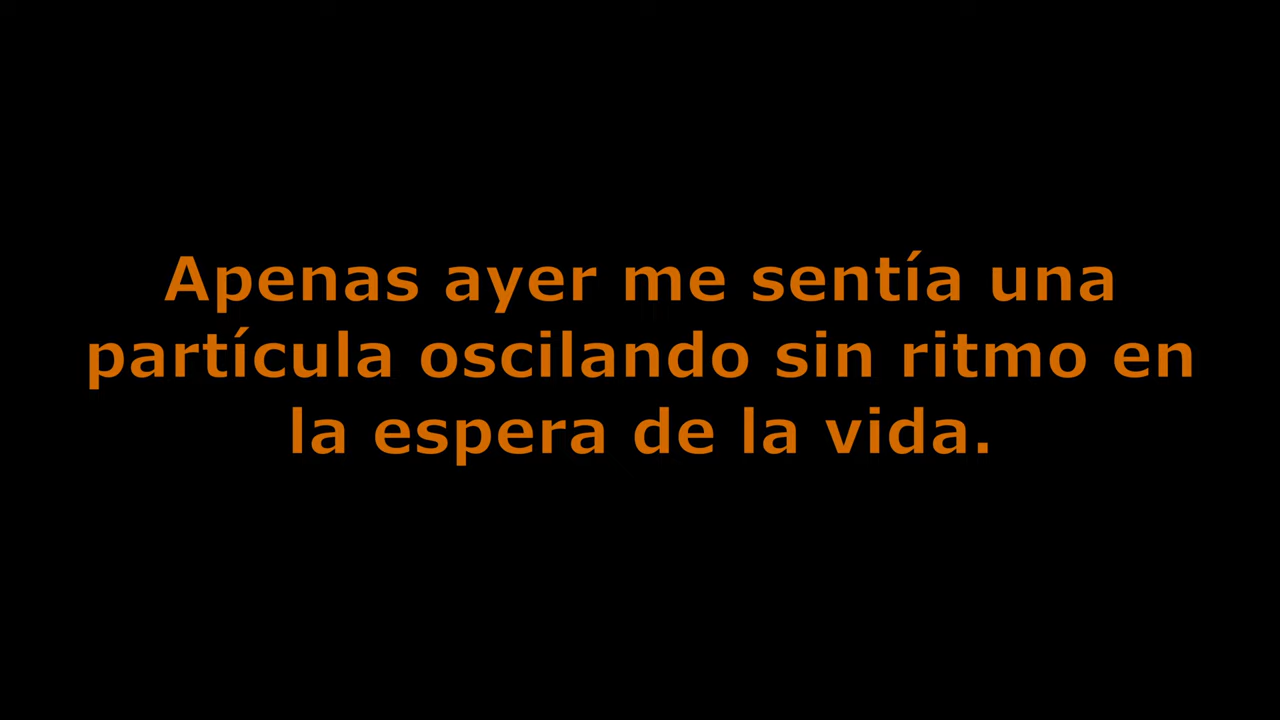 Apenas ayer me sentía una
partícula oscilando sin ritmo en
la espera de la vida.